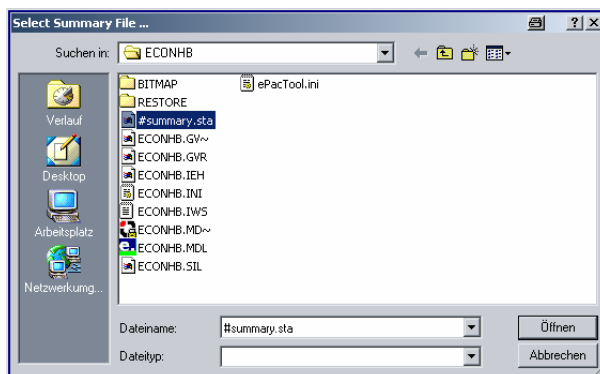 Select Summary File ...
Suchen in: ECONHB
Verlauf
Desktop
Arbeitsplatz
Netzwerkumg...
BITMAP
RESTORE
#summary.sta
ECONHB.GV~
ECONHB.GVR
ECONHB.IEH
ECONHB.INI
ECONHB.IWS
ECONHB.MD~
ECONHB.MDL
ECONHB.SIL
ePacTool.ini
Dateiname: #summary.sta Öffnen
Dateityp: Abbrechen